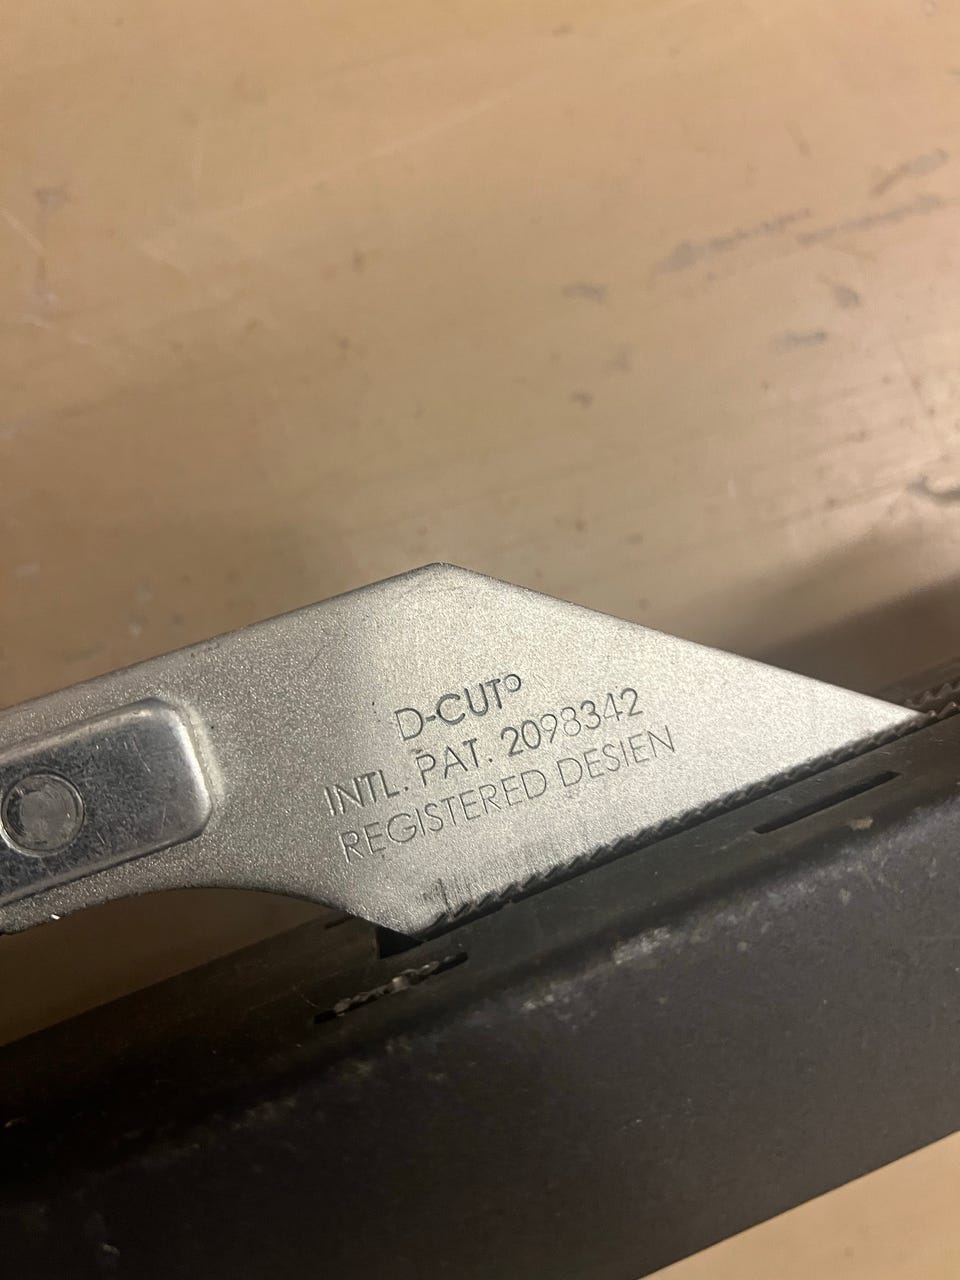 D-CUT°
INTL. PAT. 2098342
REGISTERED DESIEN